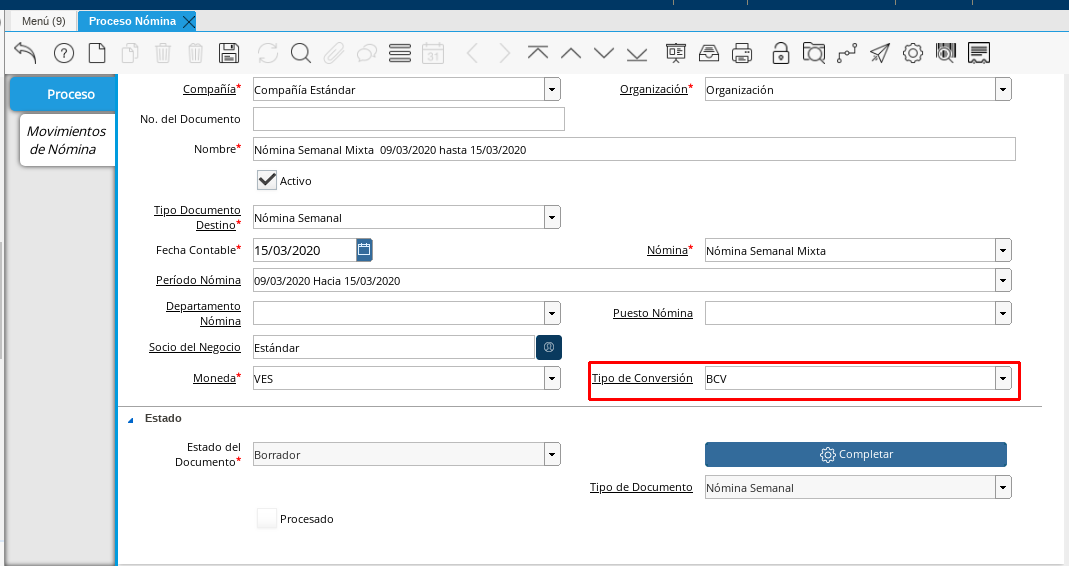 Menú (9)
Proceso Nómina
31
Proceso
Movimientos
de Nómina
Compañía*
Compañía Estándar
Organización*
Organización
No. del Documento
Nombre*
Nómina Semanal Mixta 09/03/2020 hasta 15/03/2020
Activo
Tipo Documento
Destino*
Nómina Semanal
Fecha Contable*
15/03/2020
Nómina*
Nómina Semanal Mixta
Período Nómina
09/03/2020 Hacia 15/03/2020
Departamento
Nómina
Puesto Nómina
Socio del Negocio
Estándar
Moneda*
VES
Tipo de Conversión
BCV
Estado
Estado del
Documento*
Borrador
Completar
Tipo de Documento
Nómina Semanal
Procesado